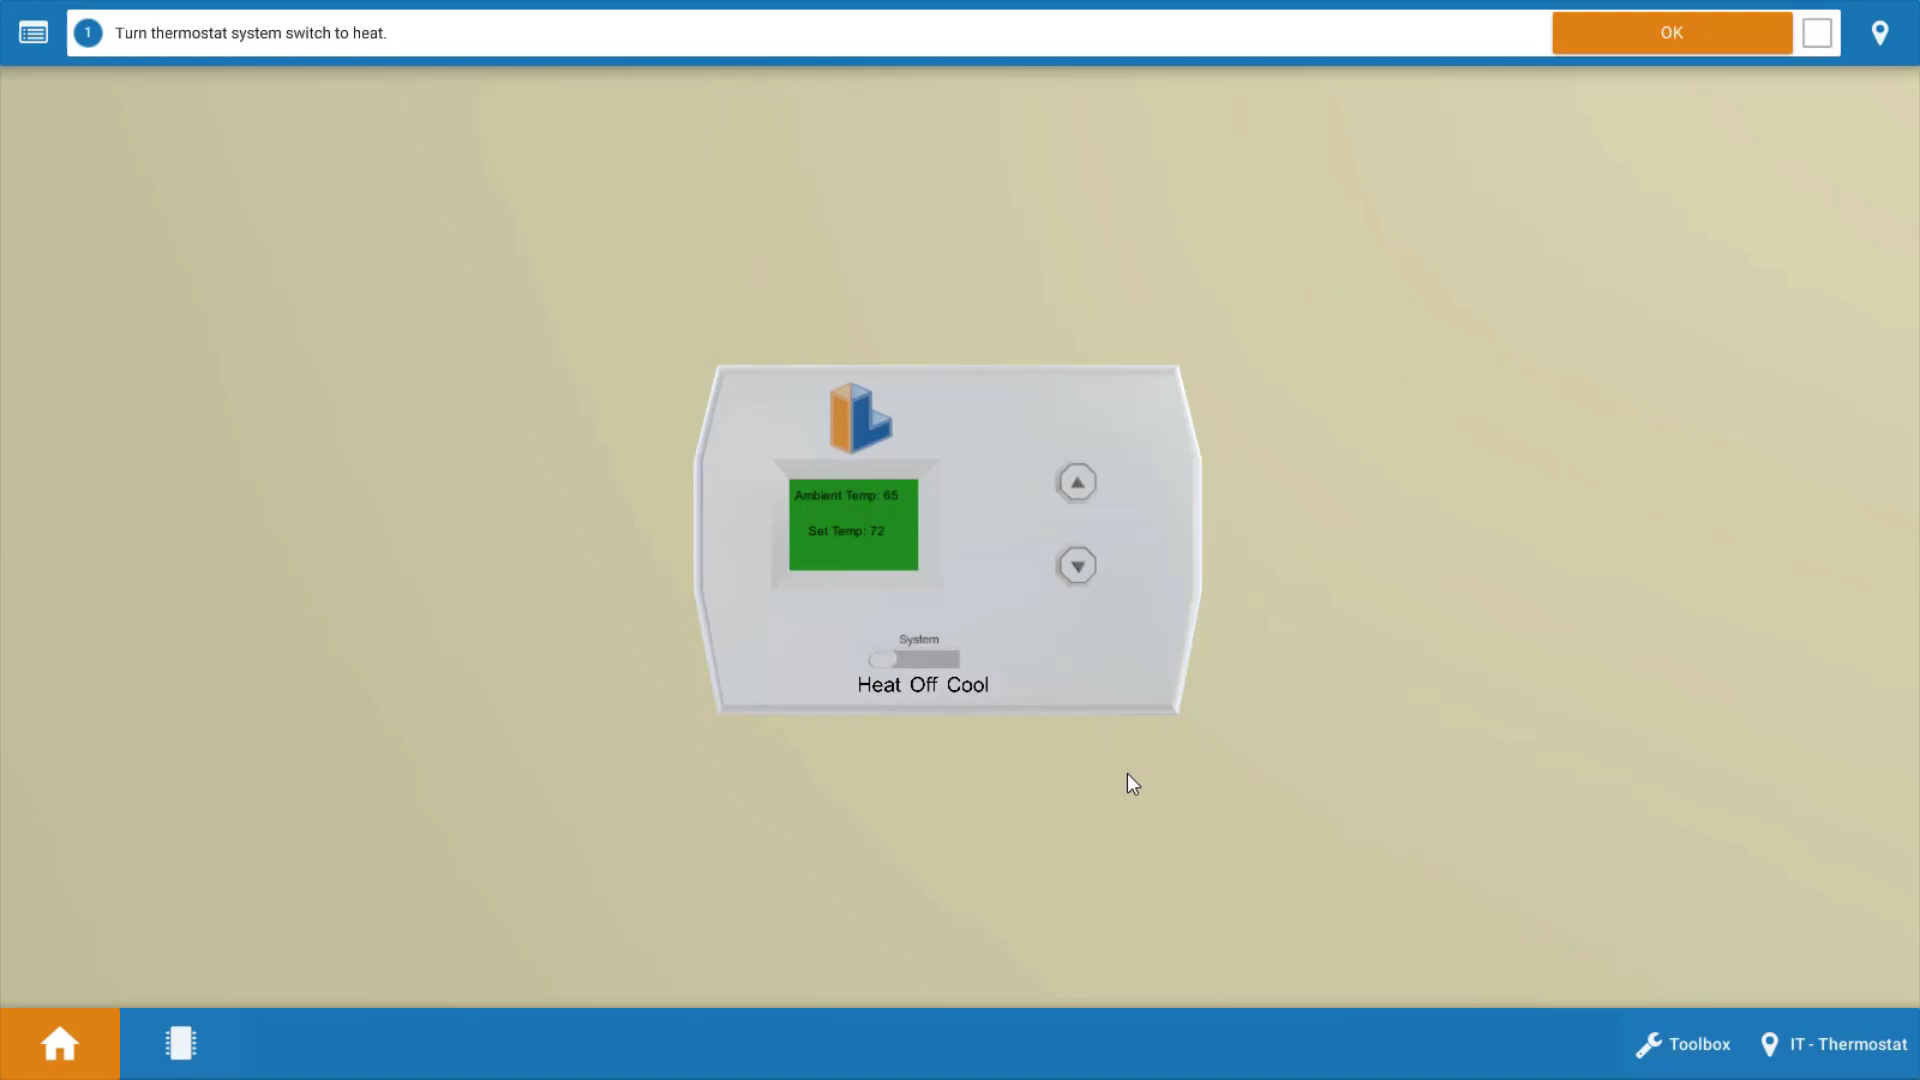 1 Turn thermostat system switch to heat.
OK
Ambient Temp: 65
Set Temp: 72
System
Heat Off Cool
Toolbox
IT - Thermostat